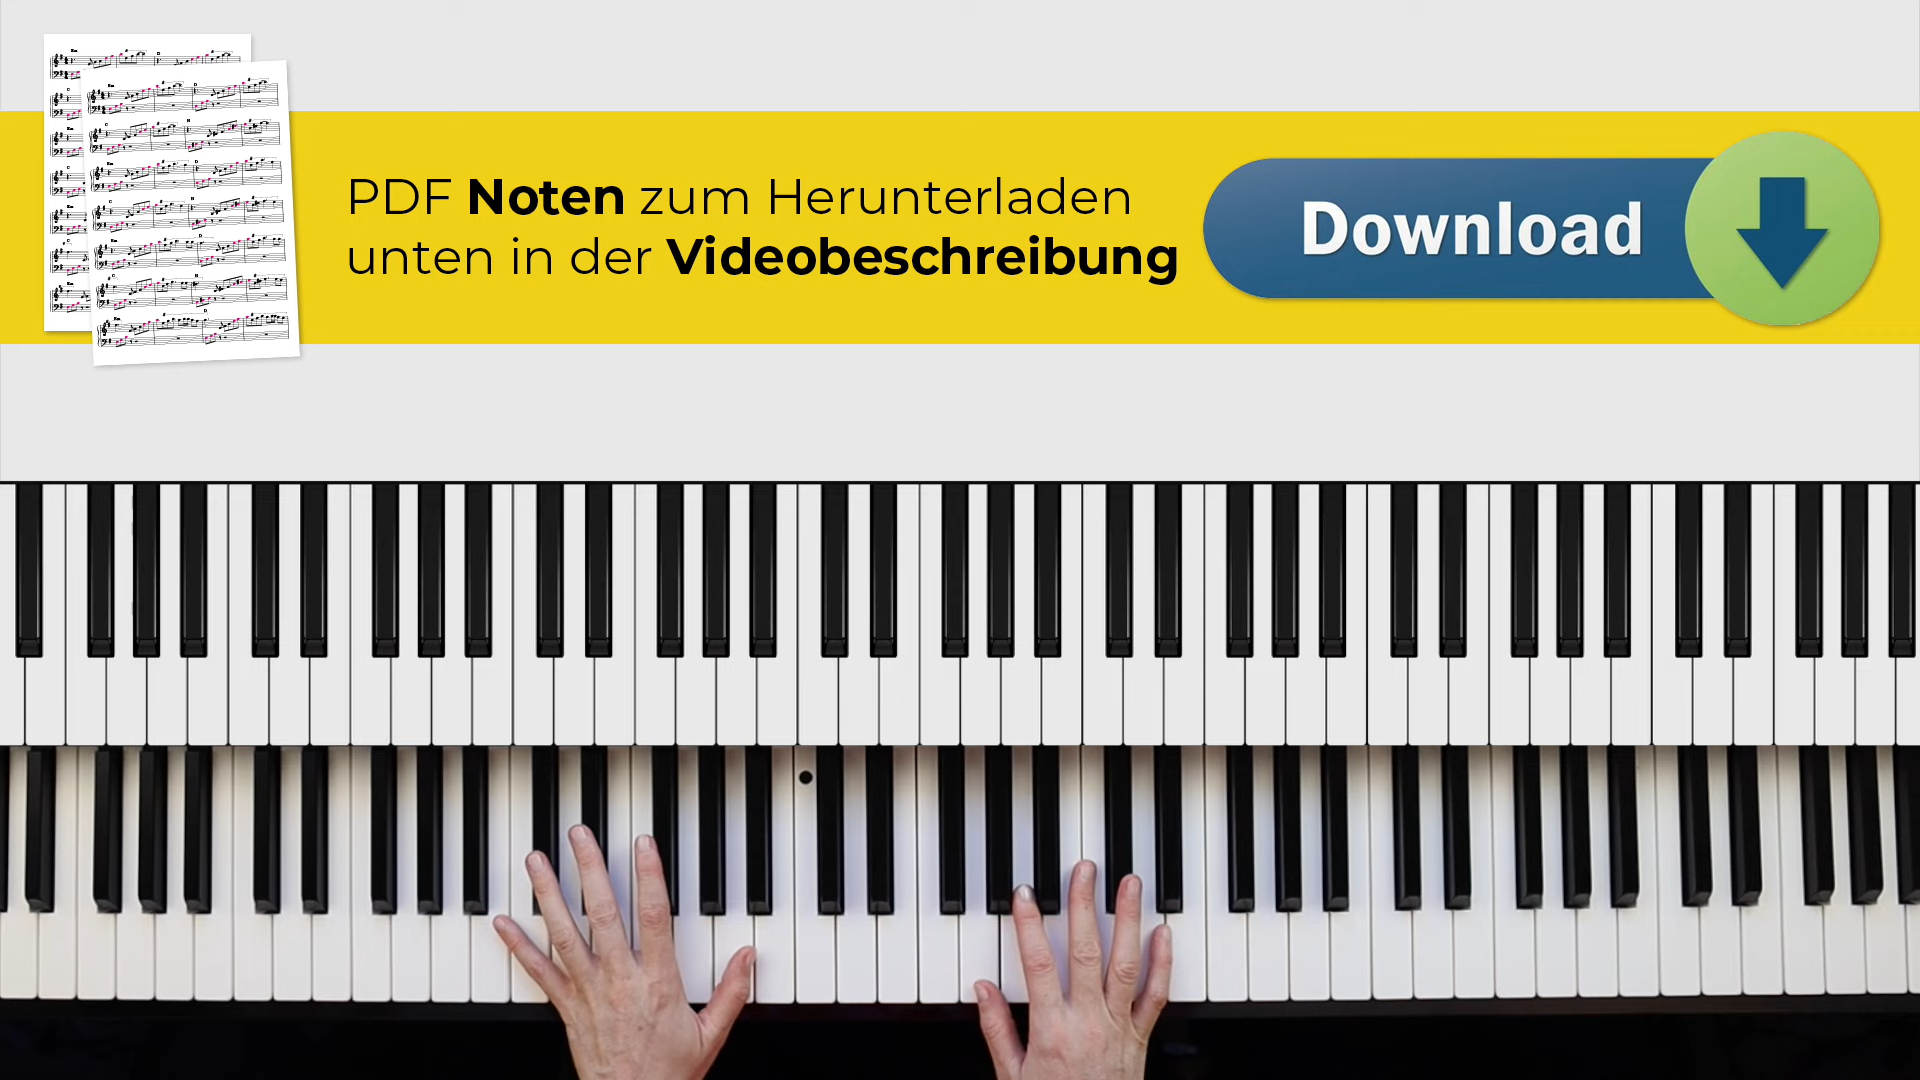 PDF Noten zum Herunterladen
unten in der Videobeschreibung
Download